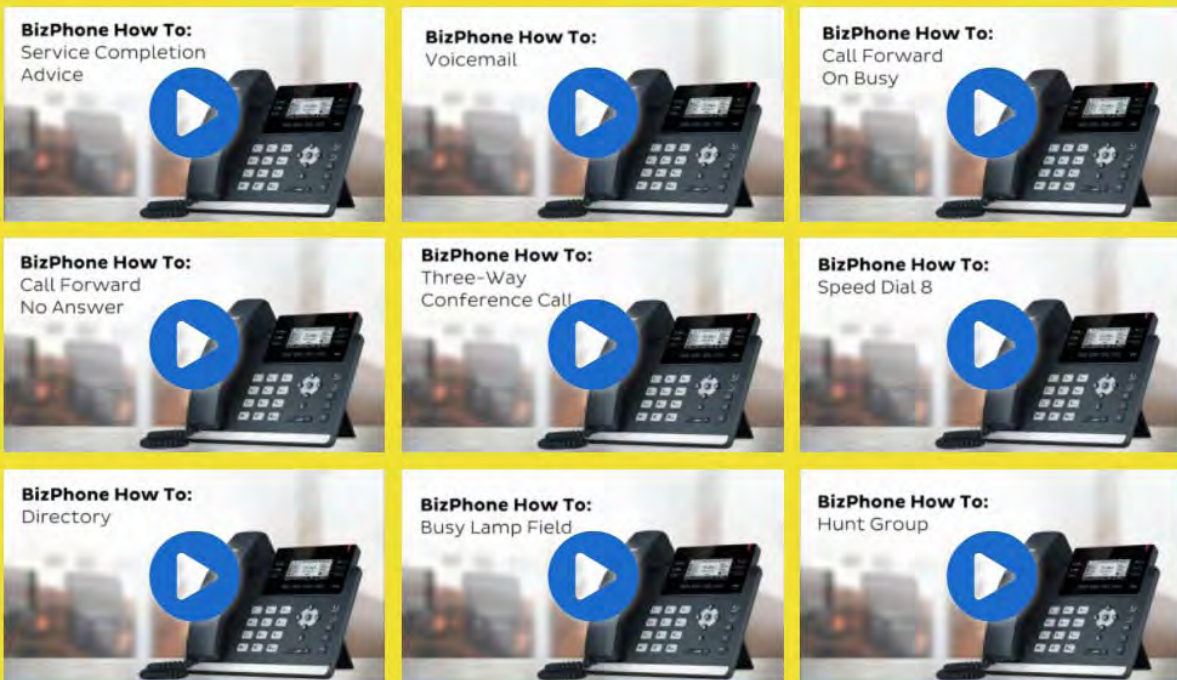 BizPhone How To:
Service Completion
Advice
BizPhone How To:
Voicemail
BizPhone How To:
Call Forward
On Busy
BizPhone How To:
Call Forward
No Answer
BizPhone How To:
Three-Way
Conference Call
BizPhone How To:
Speed Dial 8
BizPhone How To:
Directory
BizPhone How To:
Busy Lamp Field
BizPhone How To:
Hunt Group